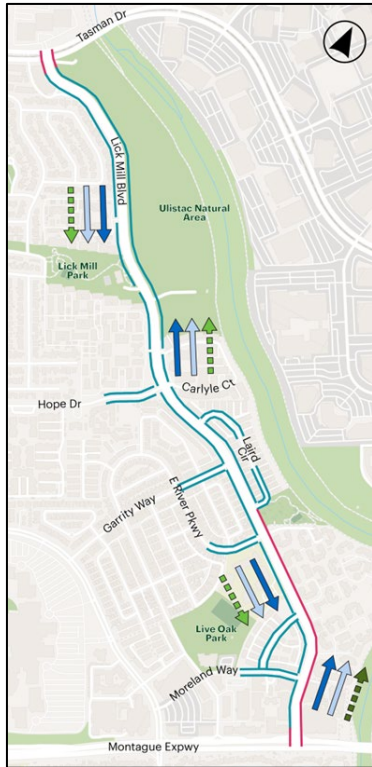 Tasman Dr
Lick Mill Blvd
Ulistac Natural
Area
Lick Mill
Park
Carlyle Ct
Hope Dr
Laird
Cir
Garrity Way
E River Pkwy
Live Oak
Park
Moreland Way
Montague Expwy